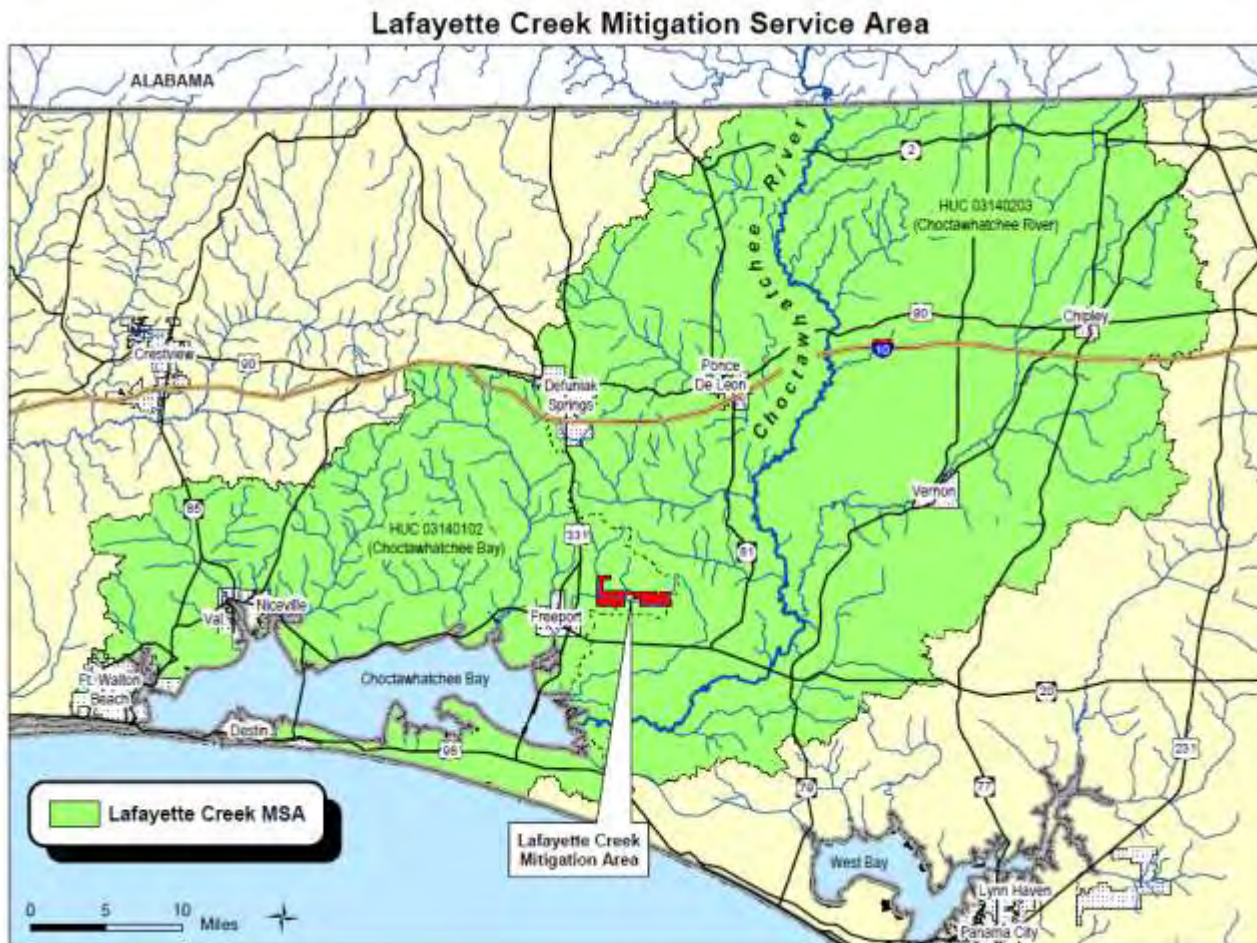 Lafayette Creek Mitigation Service Area
ALABAMA
2
HUC 03140203
(Choctawhatchee River)
Choctawhatchee River
90
Chipley
10
Crestview
90
Defuniak
Springs
Ponce
De Leon
Vernon
85
HUC 03140102
(Choctawhatchee Bay)
331
81
Niceville
Val.
Freeport
Ft. Walton
Beach
Choctawhatchee Bay
20
Destin
98
231
79
77
Lafayette Creek MSA
Lafayette Creek
Mitigation Area
West Bay
Lynn Haven
Panama City
0 5 10
Miles